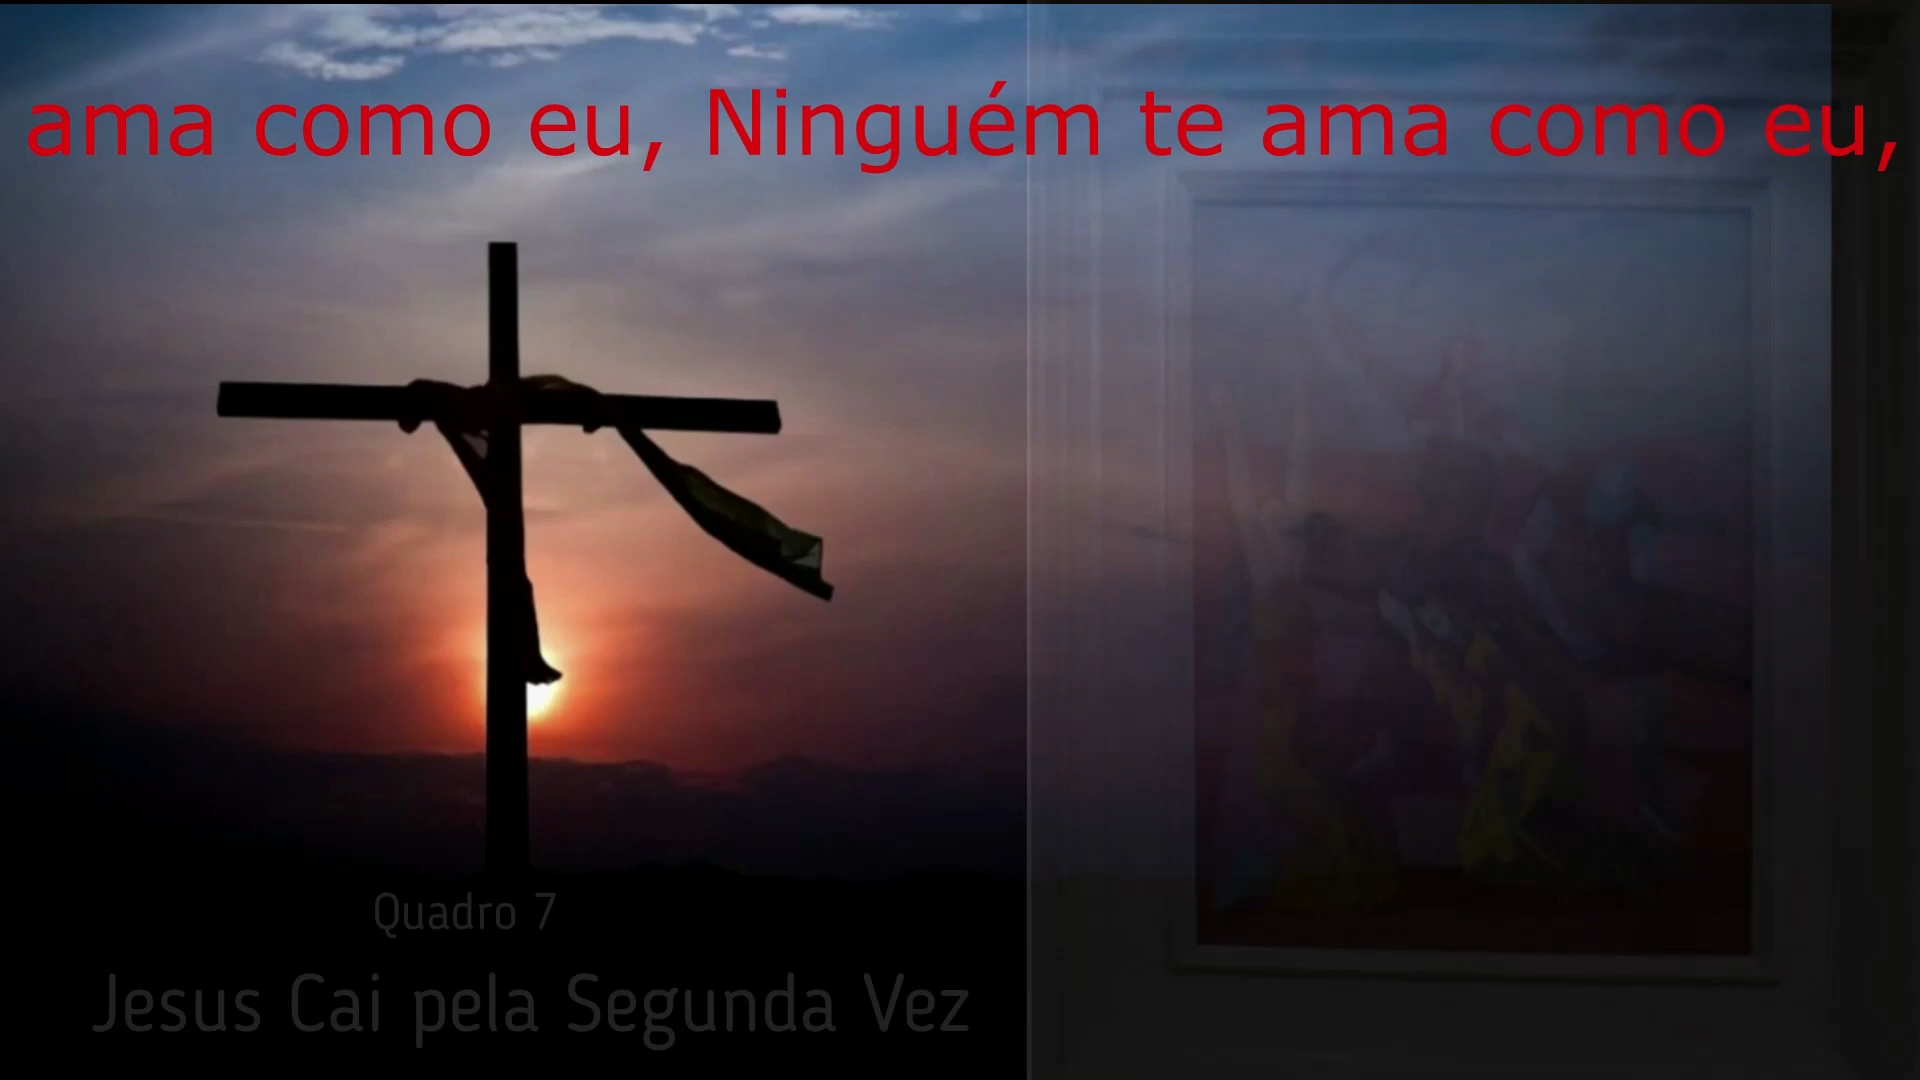 ama como eu, Ninguém te ama como eu,
Quadro 7
Jesus Cai pela Segunda Vez